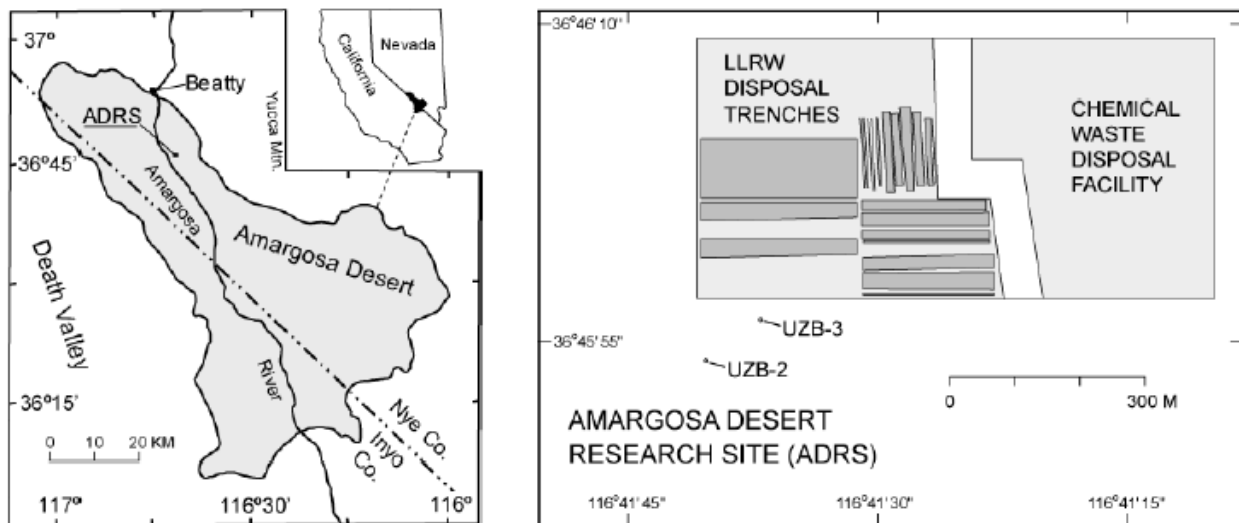 37º
Beatty
ADRS
36º45'
Amargosa
Amargosa Desert
Death Valley
River
36º15'
0 10 20 KM
Nye Co.
Inyo
Co.
117º
116º30'
116º
Yucca Mtn.
California
Nevada
36º46'10"
LLRW
DISPOSAL
TRENCHES
CHEMICAL
WASTE
DISPOSAL
FACILITY
UZB-3
36º45'55"
UZB-2
0 300 M
AMARGOSA DESERT
RESEARCH SITE (ADRS)
116º41'45"
116º41'30"
116º41'15"